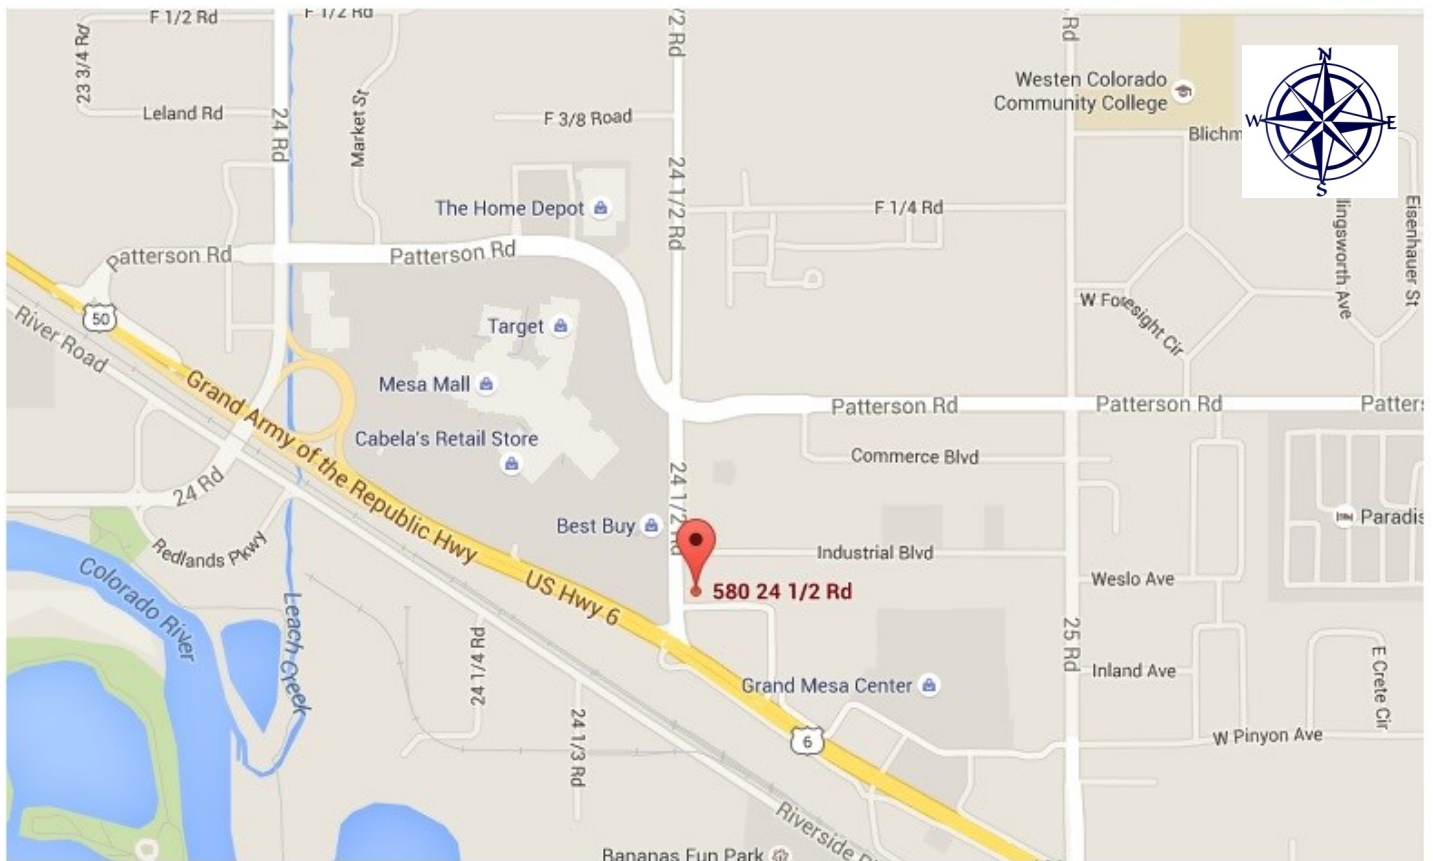 F 1/2 Rd
F 1/2 Rd
/2 Rd
Rd
23 3/4 Rd
Leland Rd
24 Rd
Market St
F 3/8 Road
Westen Colorado
Community College
Blichm
N
W
E
S
24 1/2 Rd
The Home Depot
F 1/4 Rd
lingsworth Ave
Eisenhauer St
Patterson Rd
Patterson Rd
W Foresight Cir
50
River Road
Target
Mesa Mall
Grand Army of the Republic Hwy
Cabela's Retail Store
Patterson Rd
Patterson Rd
Patters
Commerce Blvd
24 Rd
24 1/2 Rd
Best Buy
Paradis
Redlands Pkwy
Industrial Blvd
Colorado River
US Hwy 6
580 24 1/2 Rd
Weslo Ave
Leach Creek
24 1/4 Rd
25 Rd
Inland Ave
E Crete Cir
Grand Mesa Center
24 1/3 Rd
6
W Pinyon Ave
Riverside
Bananas Fun Park